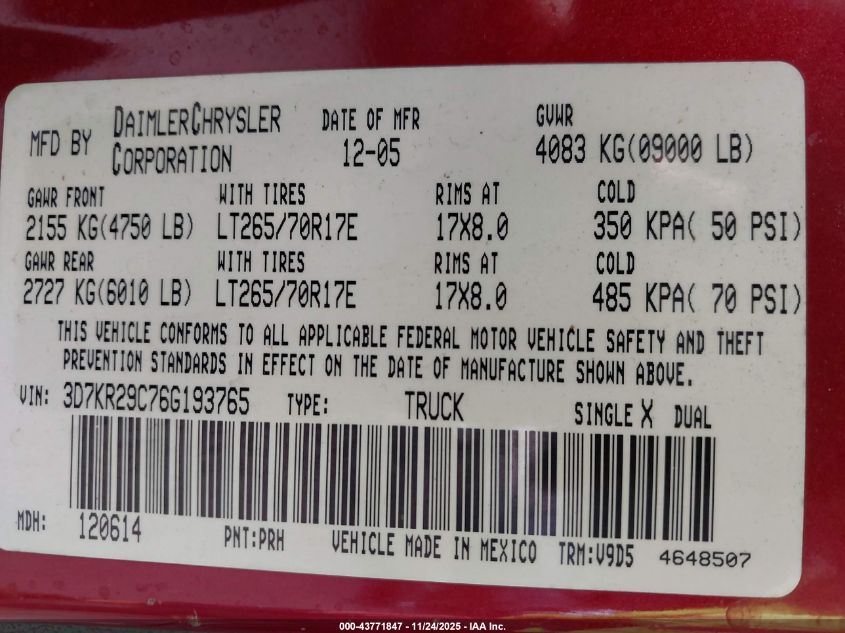 MFD BY DAIMLERCHRYSLER CORPORATION DATE OF MFR 12-05 GVWR 4083 KG(09000 LB)
GAWR FRONT WITH TIRES RIMS AT COLD
2155 KG(4750 LB) LT265/70R17E 17X8.0 350 KPA( 50 PSI)
GAWR REAR WITH TIRES RIMS AT COLD
2727 KG(6010 LB) LT265/70R17E 17X8.0 485 KPA( 70 PSI)
THIS VEHICLE CONFORMS TO ALL APPLICABLE FEDERAL MOTOR VEHICLE SAFETY AND THEFT
PREVENTION STANDARDS IN EFFECT ON THE DATE OF MANUFACTURE SHOWN ABOVE.
VIN: 3D7KR29C76G193765 TYPE: TRUCK SINGLE X DUAL
MDH: 120614 PNT:PRH VEHICLE MADE IN MEXICO TRM:V9D5 4648507
000-43771847 - 11/24/2025 - IAA Inc.